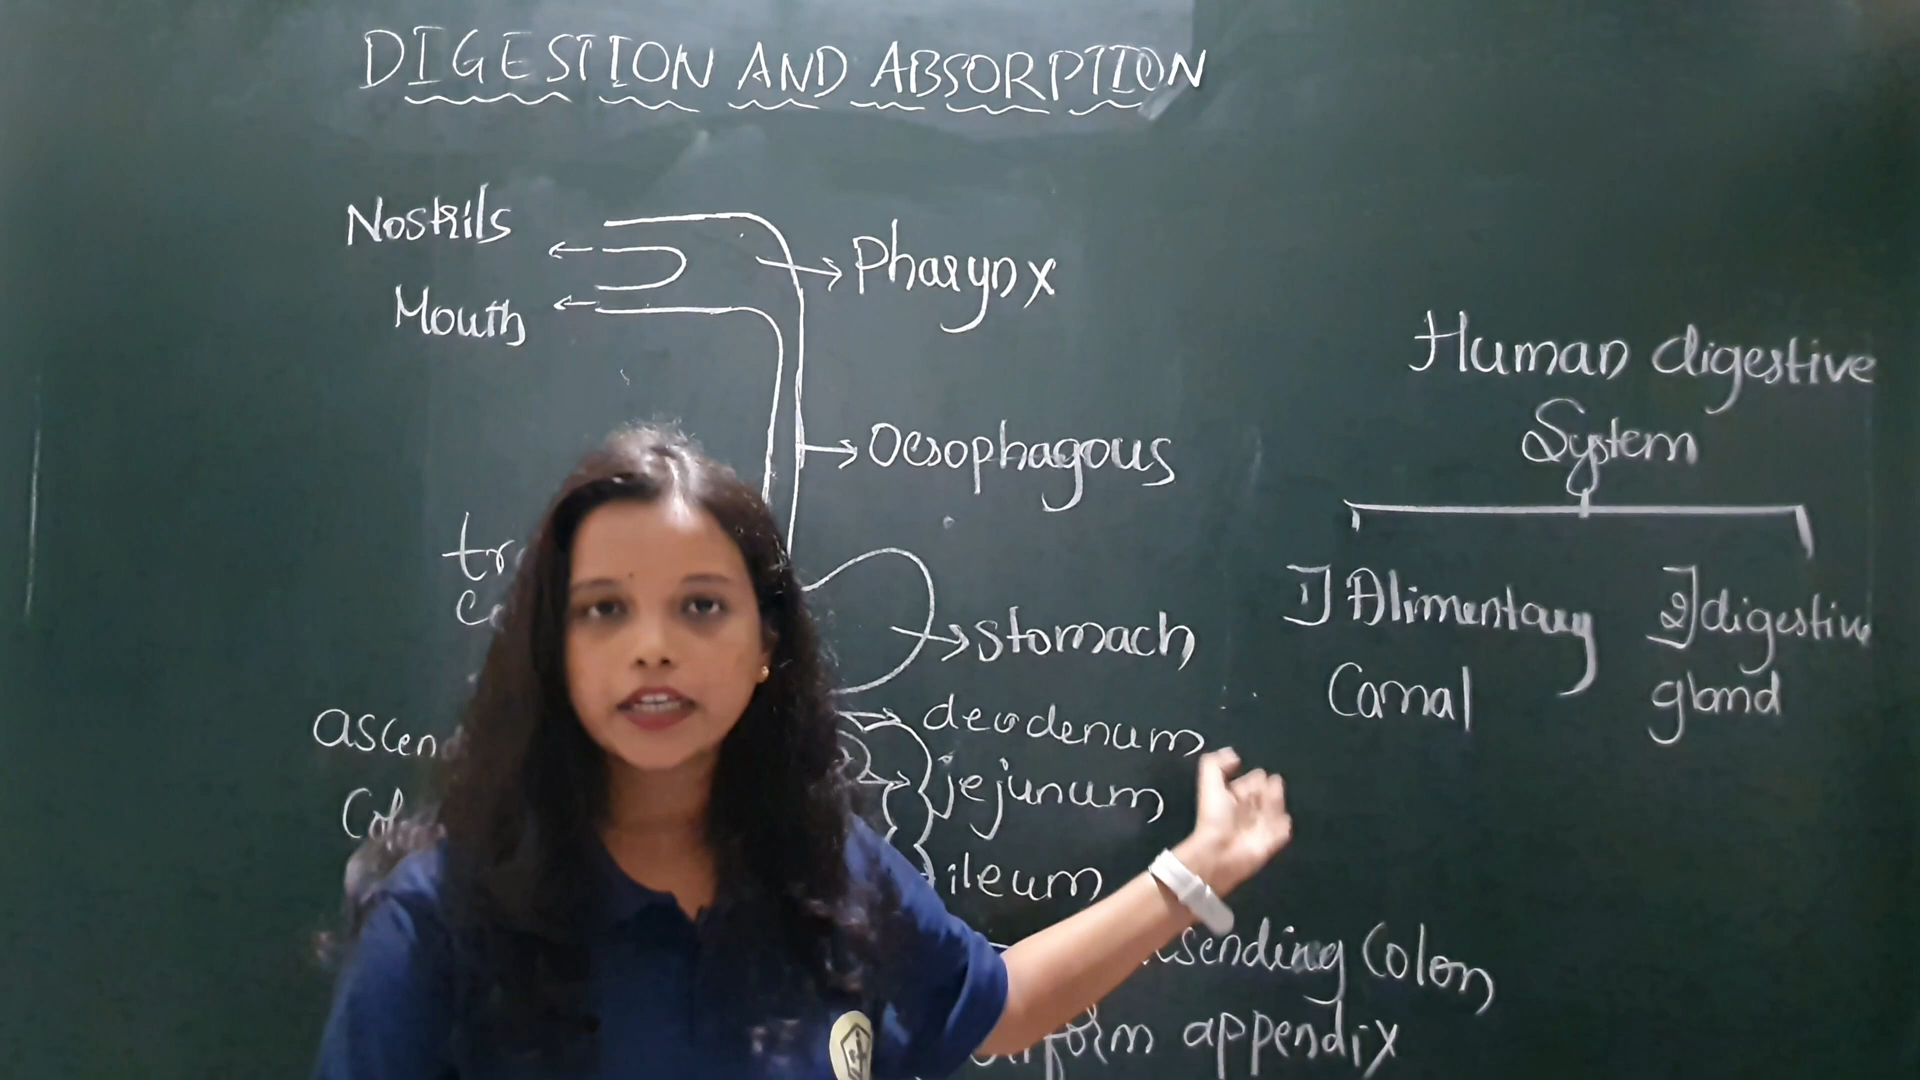 DIGESTION AND ABSORPTION
Nostrils
Mouth
Pharynx
Oesophagous
stomach
deodenum
jejunum
ileum
Colon
appendix
Human digestive
System
1] Alimentary
Canal
2] digestive
gland